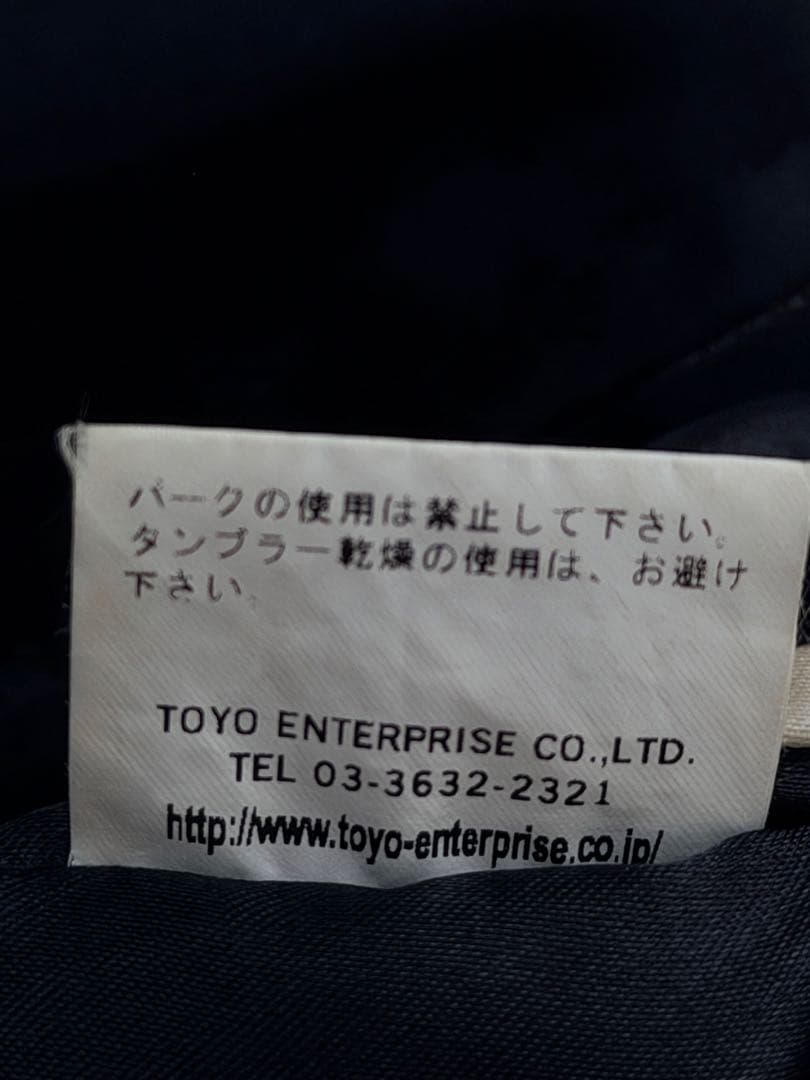 パークの使用は禁止して下さい。
タンブラー乾燥の使用は、お避け
下さい。
TOYO ENTERPRISE CO.,LTD.
TEL 03-3632-2321
http://www.toyo-enterprise.co.jp/